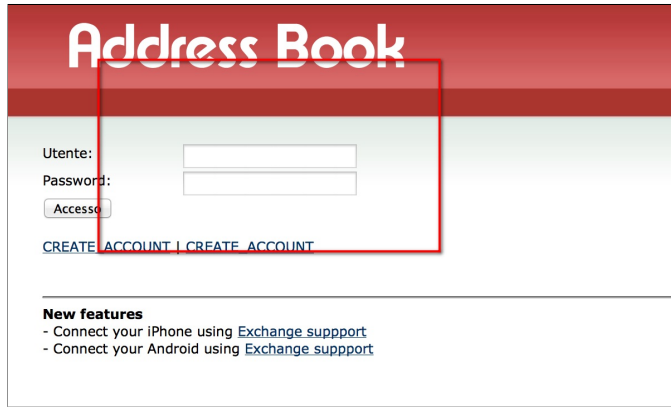 Address Book
Utente:
Password:
Accesso
CREATE_ACCOUNT | CREATE_ACCOUNT
New features
- Connect your iPhone using Exchange suppport
- Connect your Android using Exchange suppport